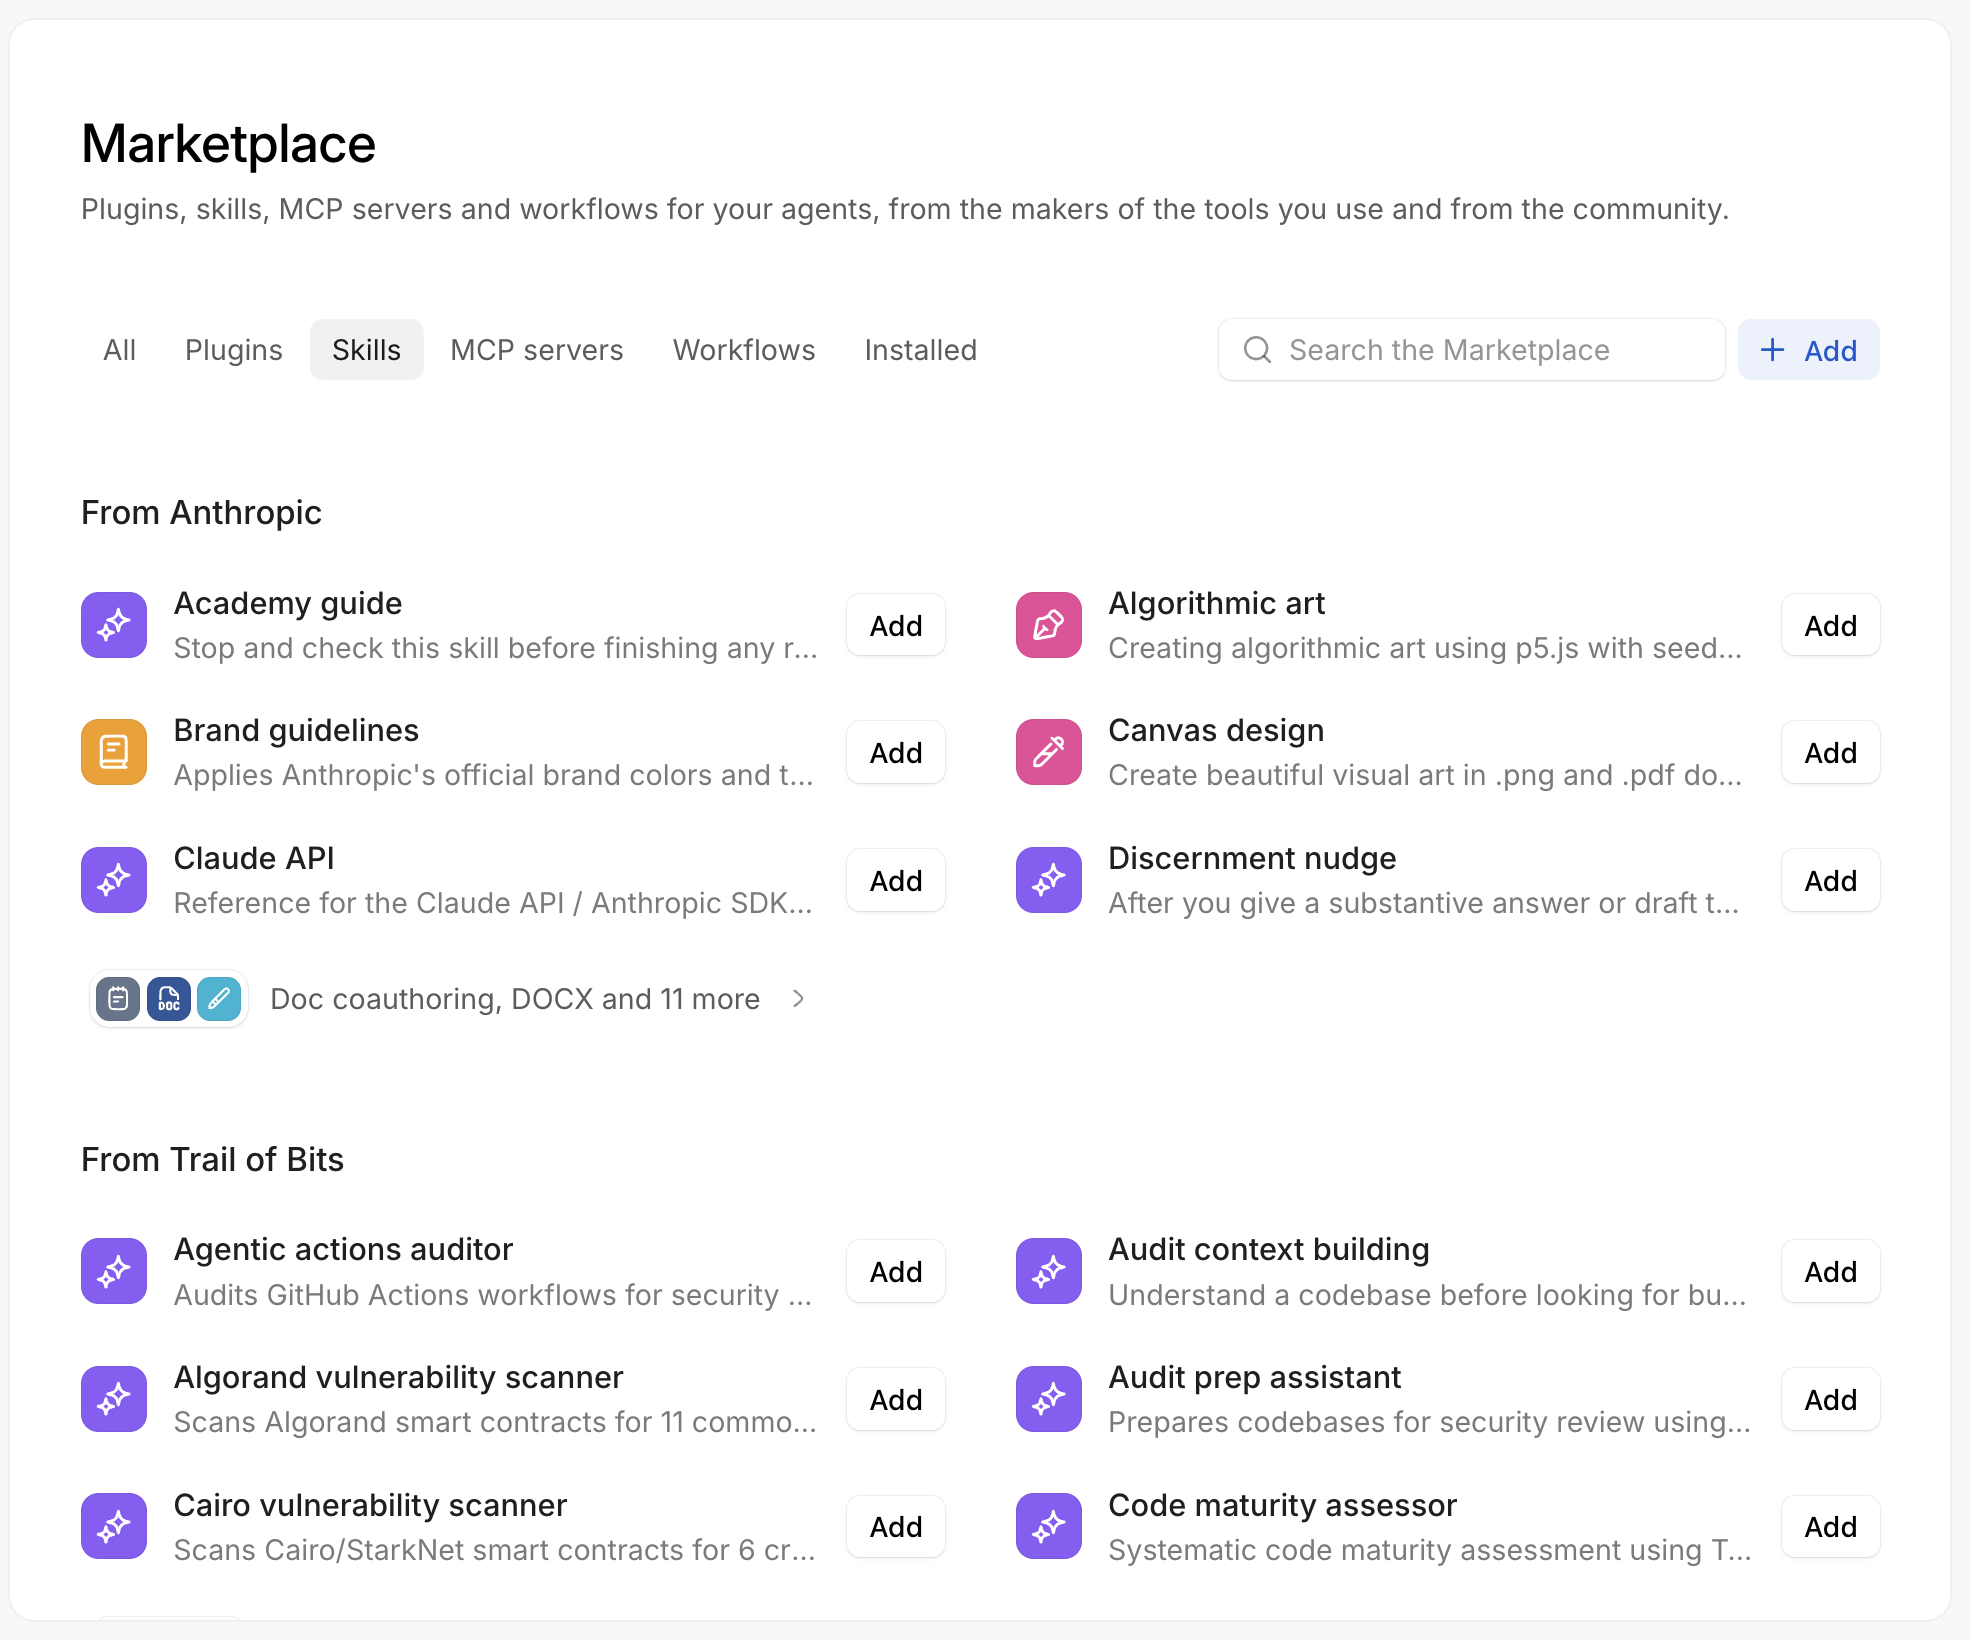 Marketplace
Plugins, skills, MCP servers and workflows for your agents, from the makers of the tools you use and from the community.
All Plugins Skills MCP servers Workflows Installed Search the Marketplace + Add
From Anthropic
Academy guide
Stop and check this skill before finishing any r...
Add
Algorithmic art
Creating algorithmic art using p5.js with seed...
Add
Brand guidelines
Applies Anthropic's official brand colors and t...
Add
Canvas design
Create beautiful visual art in .png and .pdf do...
Add
Claude API
Reference for the Claude API / Anthropic SDK...
Add
Discernment nudge
After you give a substantive answer or draft t...
Add
DOC
Doc coauthoring, DOCX and 11 more
From Trail of Bits
Agentic actions auditor
Audits GitHub Actions workflows for security ...
Add
Audit context building
Understand a codebase before looking for bu...
Add
Algorand vulnerability scanner
Scans Algorand smart contracts for 11 commo...
Add
Audit prep assistant
Prepares codebases for security review using...
Add
Cairo vulnerability scanner
Scans Cairo/StarkNet smart contracts for 6 cr...
Add
Code maturity assessor
Systematic code maturity assessment using T...
Add